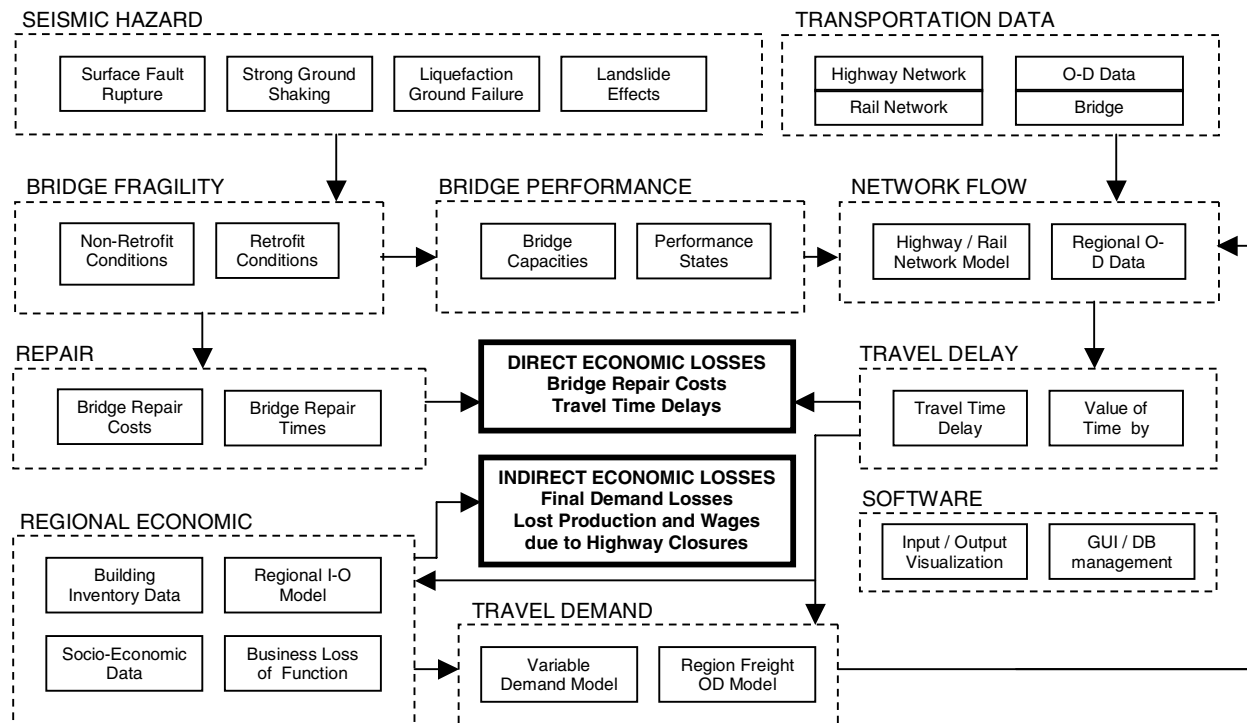 SEISMIC HAZARD
Surface Fault
Rupture
Strong Ground
Shaking
Liquefaction
Ground Failure
Landslide
Effects
TRANSPORTATION DATA
Highway Network
Rail Network
O-D Data
Bridge
BRIDGE FRAGILITY
Non-Retrofit
Conditions
Retrofit
Conditions
BRIDGE PERFORMANCE
Bridge
Capacities
Performance
States
NETWORK FLOW
Highway / Rail
Network Model
Regional O-
D Data
REPAIR
Bridge Repair
Costs
Bridge Repair
Times
DIRECT ECONOMIC LOSSES
Bridge Repair Costs
Travel Time Delays
TRAVEL DELAY
Travel Time
Delay
Value of
Time by
INDIRECT ECONOMIC LOSSES
Final Demand Losses
Lost Production and Wages
due to Highway Closures
SOFTWARE
Input / Output
Visualization
GUI / DB
management
REGIONAL ECONOMIC
Building
Inventory Data
Regional I-O
Model
Socio-Economic
Data
Business Loss
of Function
TRAVEL DEMAND
Variable
Demand Model
Region Freight
OD Model